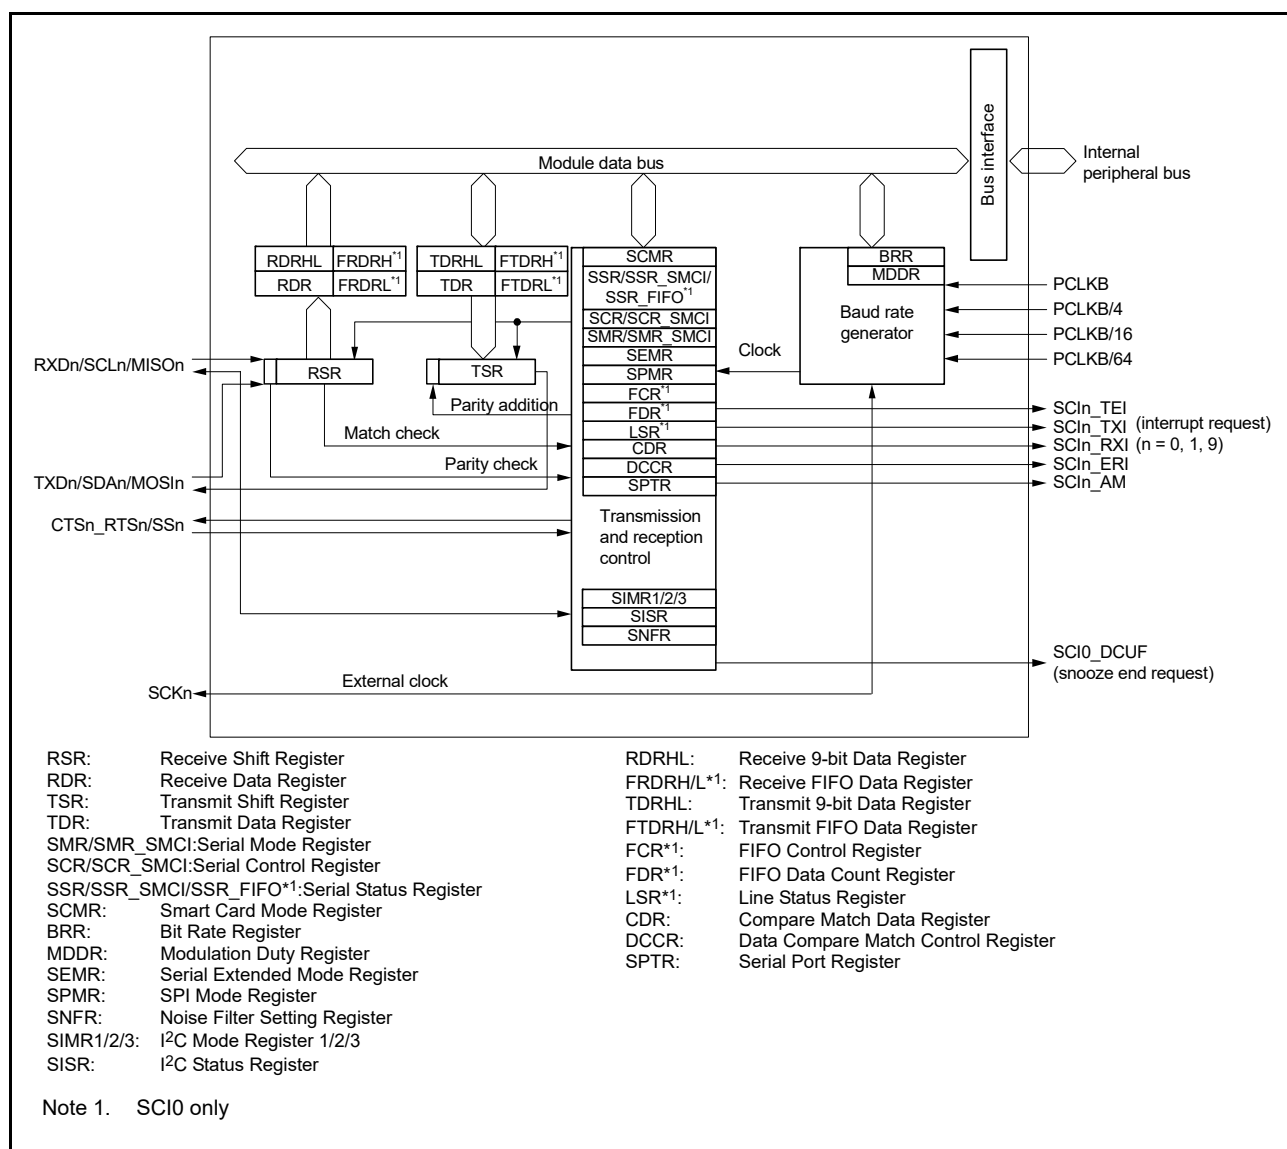 Bus interface
Internal
peripheral bus
Module data bus
RDRHL
FRDRH*1
RDR
FRDRL*1
TDRHL
FTDRH*1
TDR
FTDRL*1
SCMR
SSR/SSR_SMCI/
SSR_FIFO*1
SCR/SCR_SMCI
SMR/SMR_SMCI
SEMR
SPMR
FCR*1
FDR*1
LSR*1
CDR
DCCR
SPTR
Transmission
and reception
control
SIMR1/2/3
SISR
SNFR
BRR
MDDR
Baud rate
generator
Clock
PCLKB
PCLKB/4
PCLKB/16
PCLKB/64
RXDn/SCLn/MISOn
RSR
TSR
Parity addition
Match check
Parity check
TXDn/SDAn/MOSIn
CTSn_RTSn/SSn
SCIn_TEI
SCIn_TXI (interrupt request)
SCIn_RXI (n = 0, 1, 9)
SCIn_ERI
SCIn_AM
SCI0_DCUF
(snooze end request)
External clock
SCKn
RSR: Receive Shift Register
RDR: Receive Data Register
TSR: Transmit Shift Register
TDR: Transmit Data Register
SMR/SMR_SMCI:Serial Mode Register
SCR/SCR_SMCI:Serial Control Register
SSR/SSR_SMCI/SSR_FIFO*1:Serial Status Register
SCMR: Smart Card Mode Register
BRR: Bit Rate Register
MDDR: Modulation Duty Register
SEMR: Serial Extended Mode Register
SPMR: SPI Mode Register
SNFR: Noise Filter Setting Register
SIMR1/2/3: I2C Mode Register 1/2/3
SISR: I2C Status Register
RDRHL: Receive 9-bit Data Register
FRDRH/L*1: Receive FIFO Data Register
TDRHL: Transmit 9-bit Data Register
FTDRH/L*1: Transmit FIFO Data Register
FCR*1: FIFO Control Register
FDR*1: FIFO Data Count Register
LSR*1: Line Status Register
CDR: Compare Match Data Register
DCCR: Data Compare Match Control Register
SPTR: Serial Port Register
Note 1. SCI0 only